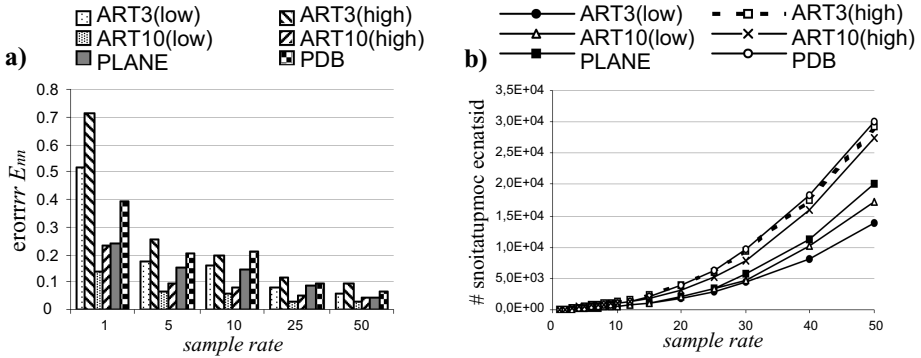 ART3(low) ART3(high)
ART10(low) ART10(high)
PLANE PDB
a)
0.8
0.7
0.6
0.5
0.4
0.3
0.2
0.1
0
erorrrr Enn
1 5 10 25 50
sample rate
ART3(low) ART3(high)
ART10(low) ART10(high)
PLANE PDB
b)
3,5E+04
3,0E+04
2,5E+04
2,0E+04
1,5E+04
1,0E+04
5,0E+03
0,0E+00
# snoitatupmoc ecnatsid
0 10 20 30 40 50
sample rate